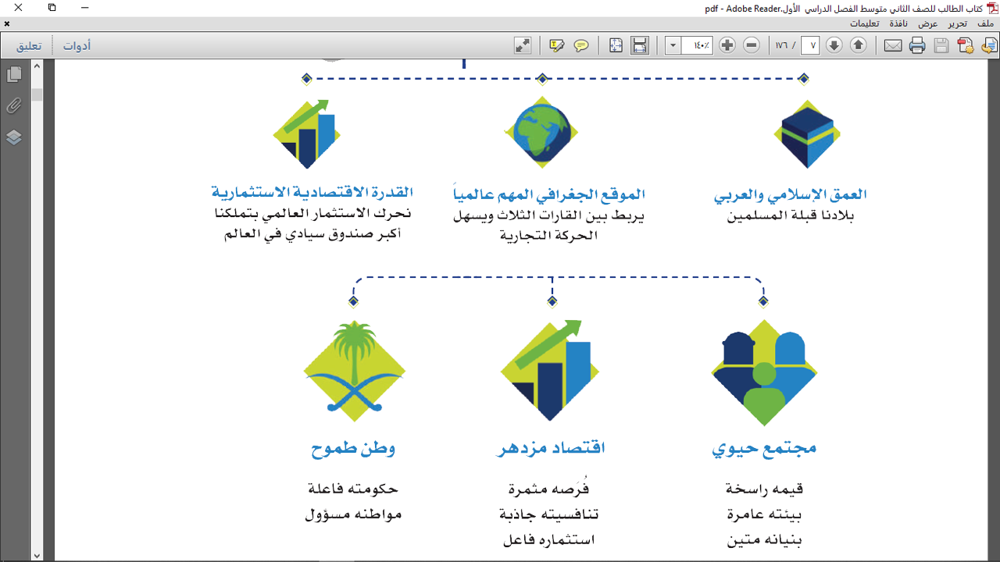 كتاب الطالب للصف الثاني متوسط الفصل الدراسي الأول.pdf - Adobe Reader
ملف تحرير عرض نافذة تعليمات
٧ / ١٧٦ ١٤٠٪ أدوات تعليق
العمق الإسلامي والعربي
بلادنا قبلة المسلمين
الموقع الجغرافي المهم عالمياً
يربط بين القارات الثلاث ويسهل
الحركة التجارية
القدرة الاقتصادية الاستثمارية
نحرك الاستثمار العالمي بتملكنا
أكبر صندوق سيادي في العالم
مجتمع حيوي
قيمه راسخة
بيئته عامرة
بنيانه متين
اقتصاد مزدهر
فُرَصه مثمرة
تنافسيته جاذبة
استثماره فاعل
وطن طموح
حكومته فاعلة
مواطنه مسؤول